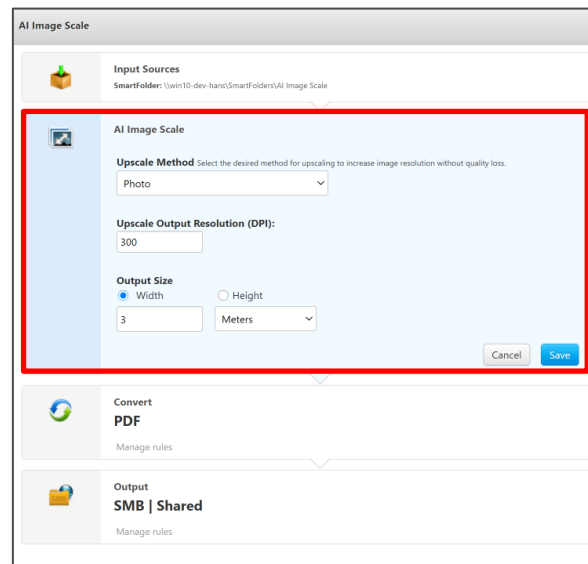 AI Image Scale
Input Sources
SmartFolder: \\win10-dev-hans\SmartFolders\AI Image Scale
AI Image Scale
Upscale Method Select the desired method for upscaling to increase image resolution without quality loss.
Photo
Upscale Output Resolution (DPI):
300
Output Size
Width Height
3 Meters
Cancel Save
Convert
PDF
Manage rules
Output
SMB
SMB | Shared
Manage rules